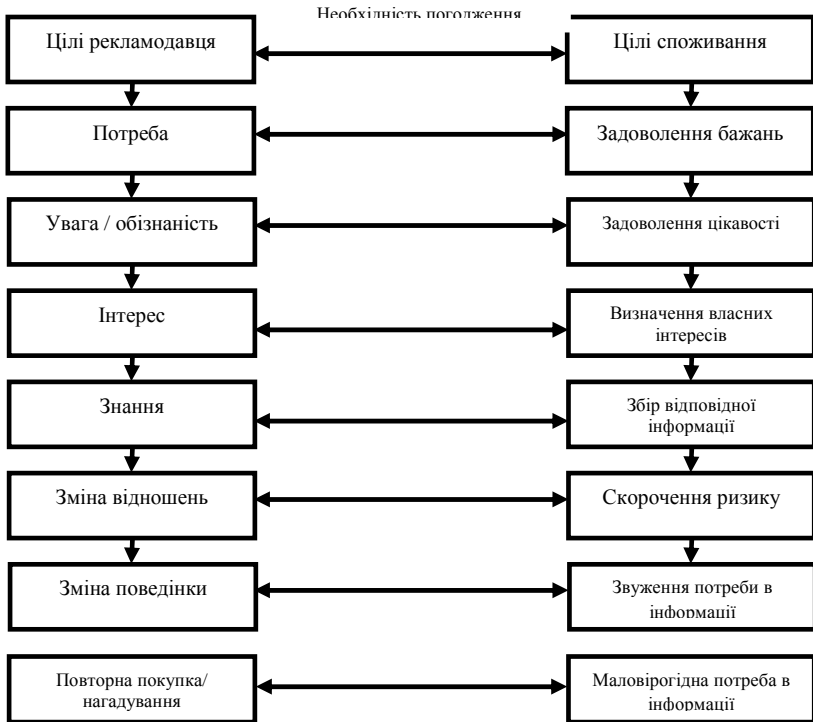 Необхідність погодження
Цілі рекламодавця
Цілі споживання
Потреба
Задоволення бажань
Увага / обізнаність
Задоволення цікавості
Інтерес
Визначення власних
інтересів
Знання
Збір відповідної
інформації
Зміна відношень
Скорочення ризику
Зміна поведінки
Звуження потреби в
інформації
Повторна покупка/
нагадування
Маловірогідна потреба в
інформації